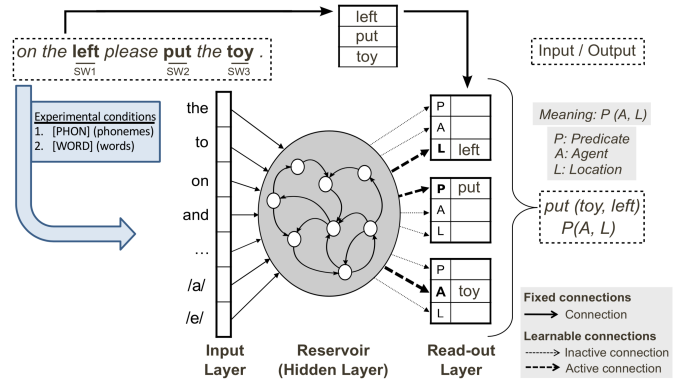 on the left please put the toy .
SW1 SW2 SW3
left
put
toy
Input / Output
Experimental conditions
1. [PHON] (phonemes)
2. [WORD] (words)
the
to
on
and
...
/a/
/e/
P
A
L left
P put
A
L
P
A toy
L
Meaning: P (A, L)
P: Predicate
A: Agent
L: Location
put (toy, left)
P(A, L)
Input
Layer
Reservoir
(Hidden Layer)
Read-out
Layer
Fixed connections
Connection
Learnable connections
Inactive connection
Active connection